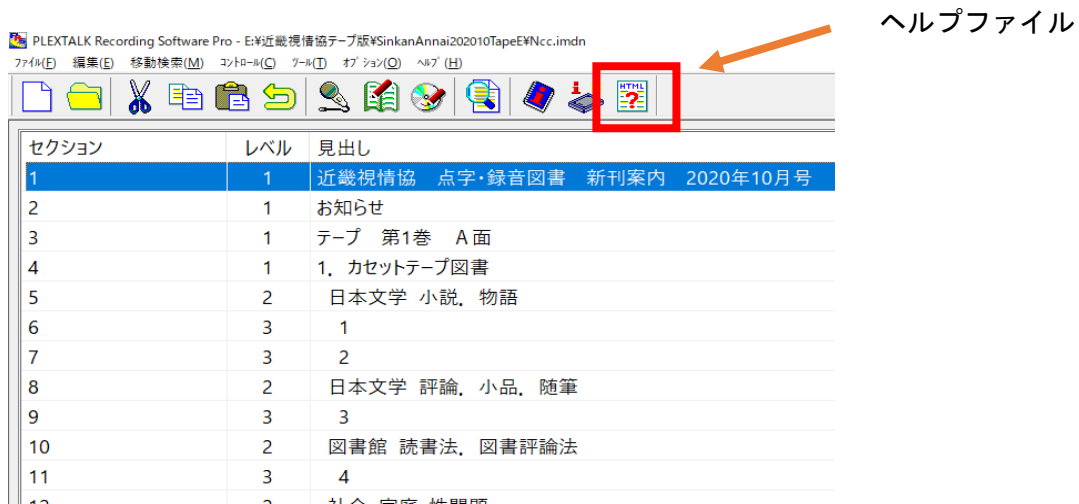 ヘルプファイル
PLEXTALK Recording Software Pro - E:¥近畿視情協テープ版¥SinkanAnnai202010TapeE¥Ncc.imdn
ファイル(F) 編集(E) 移動検索(M) コントロール(C) ツール(T) オプション(O) ヘルプ(H)
HTML
セクション レベル 見出し
1 1 近畿視情協 点字・録音図書 新刊案内 2020年10月号
2 1 お知らせ
3 1 テープ 第1巻 A面
4 1 1．カセットテープ図書
5 2 日本文学 小説．物語
6 3 1
7 3 2
8 2 日本文学 評論．小品．随筆
9 3 3
10 2 図書館 読書法．図書評論法
11 3 4